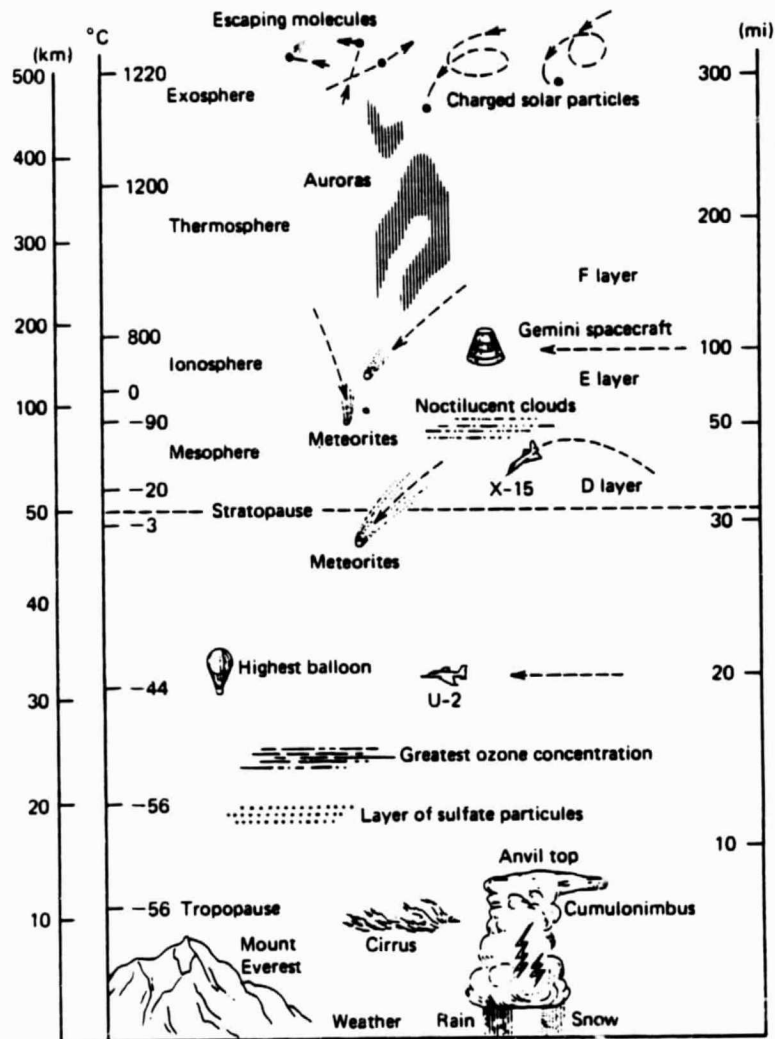 Escaping molecules
(km)
°C
(mi)
500
1220
300
Exosphere
Charged solar particles
400
Auroras
1200
200
Thermosphere
300
F layer
200
800
Gemini spacecraft
100
Ionosphere
E layer
0
100
Noctilucent clouds
-90
50
Meteorites
Mesophere
X-15
D layer
-20
50
Stratopause
30
-3
Meteorites
40
Highest balloon
20
30
-44
U-2
Greatest ozone concentration
20
-56
Layer of sulfate particules
10
Anvil top
-56
Tropopause
Cumulonimbus
10
Mount
Everest
Cirrus
Weather
Rain
Snow